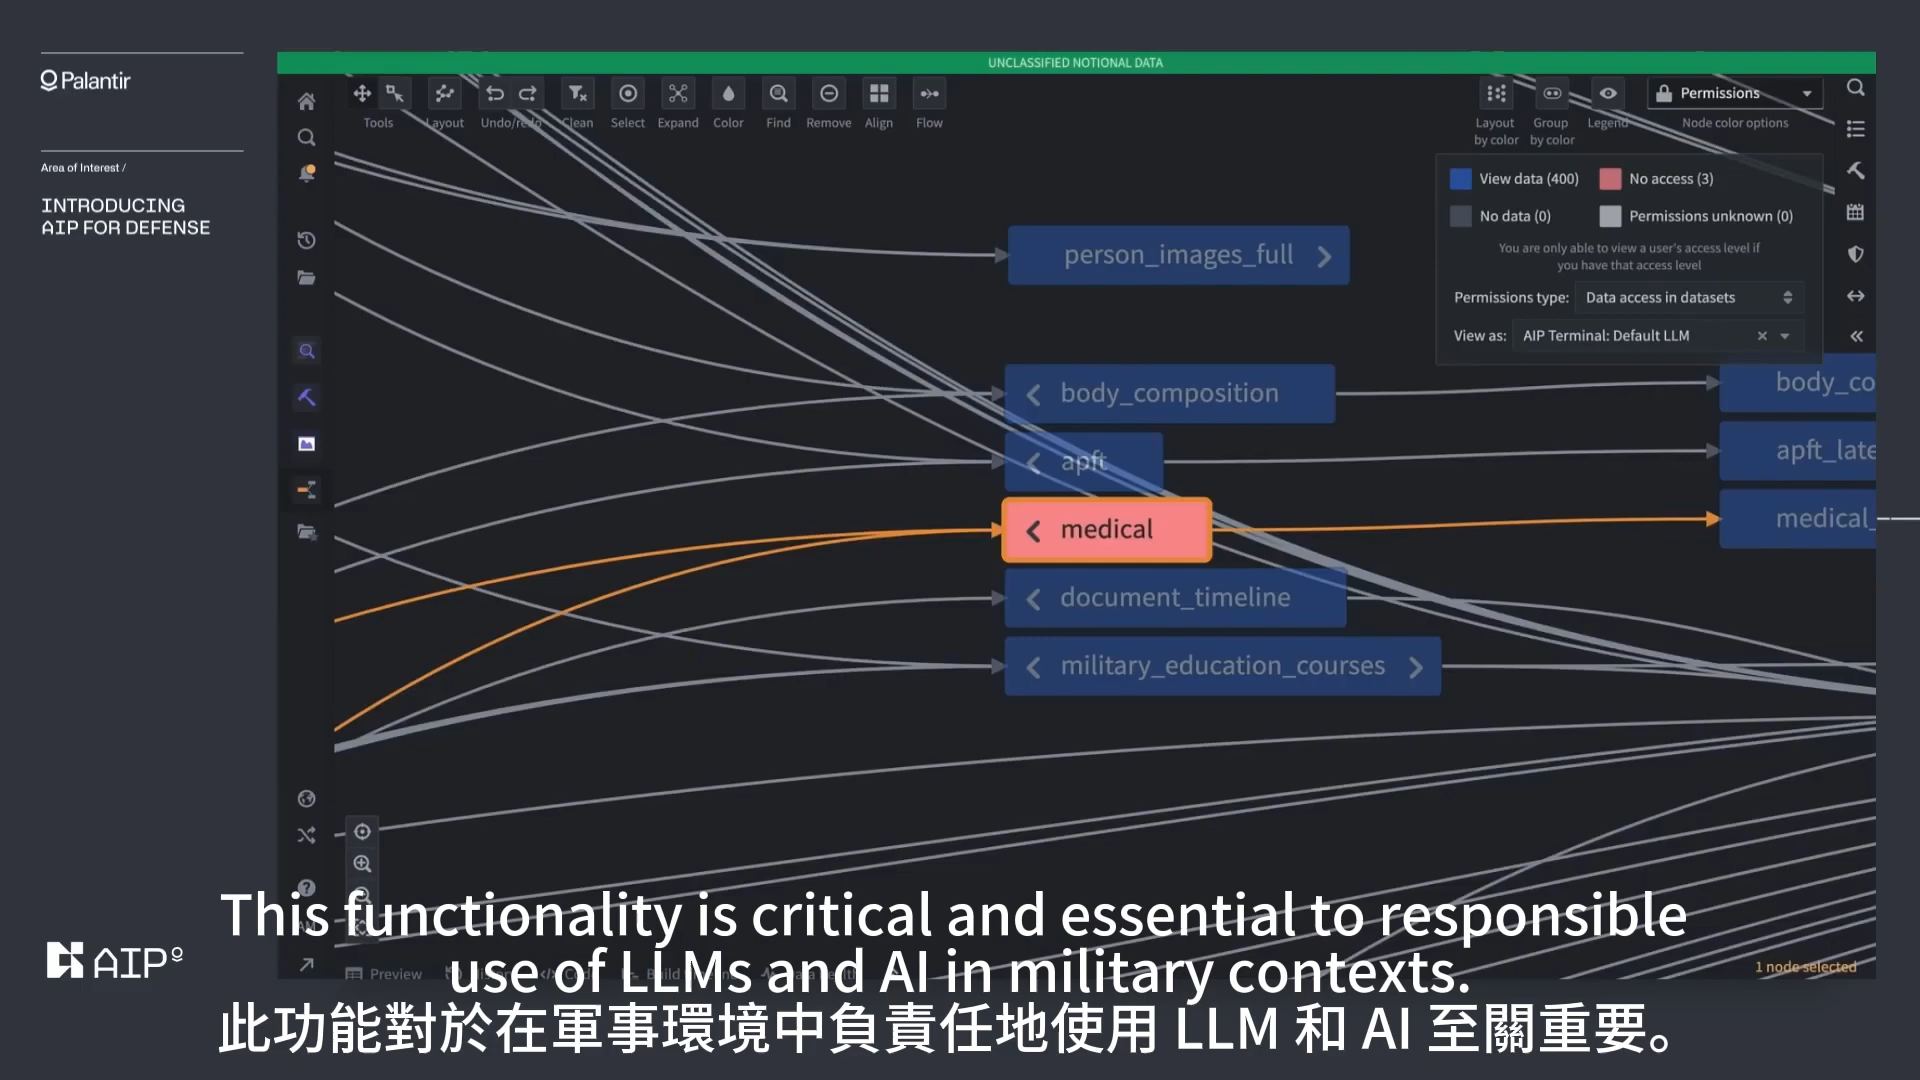 Palantir
Area of Interest /
INTRODUCING
AIP FOR DEFENSE
UNCLASSIFIED NOTIONAL DATA
Tools
Layout
Undo/redo
Clean
Select
Expand
Color
Find
Remove
Align
Flow
Layout
by color
Group
by color
Legend
Permissions
Node color options
View data (400)
No access (3)
No data (0)
Permissions unknown (0)
You are only able to view a user's access level if
you have that access level
Permissions type:
Data access in datasets
View as:
AIP Terminal: Default LLM
person_images_full
body_composition
body_co
apft
apft_late
medical
medical_
document_timeline
military_education_courses
This functionality is critical and essential to responsible
use of LLMs and AI in military contexts.
此功能對於在軍事環境中負責任地使用 LLM 和 AI 至關重要。
AIP
Preview
1 node selected